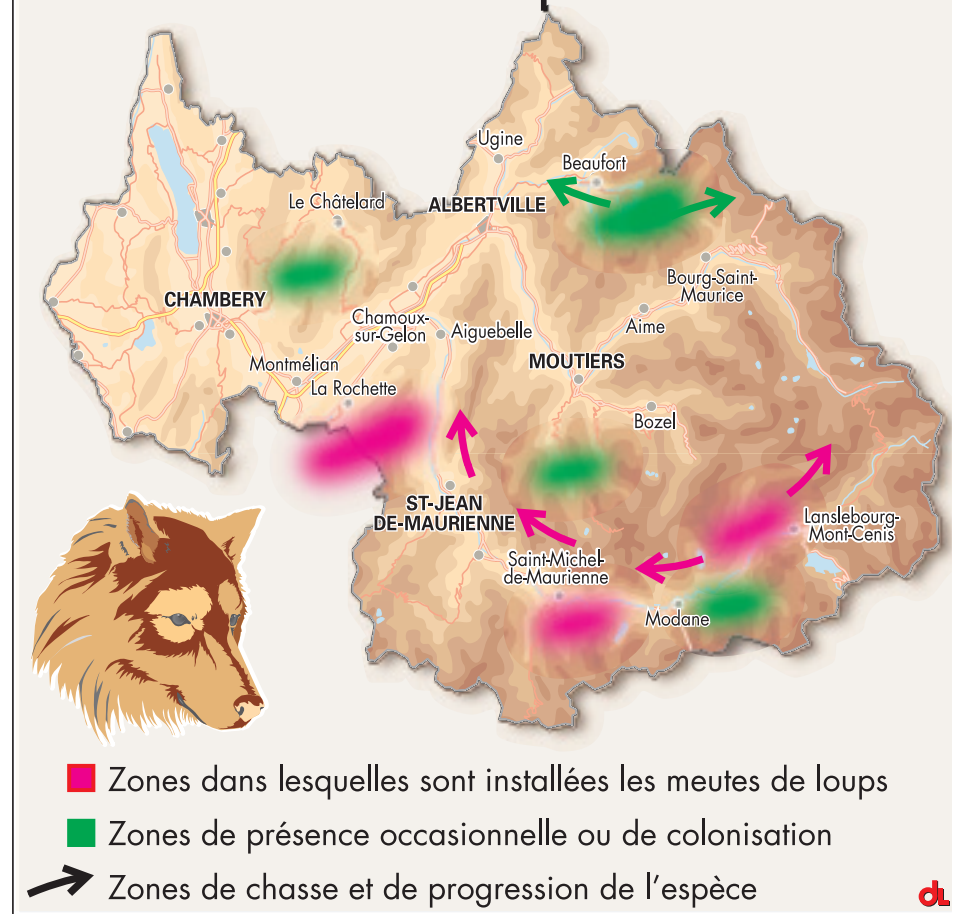 Ugine
Beaufort
Le Châtelard
ALBERTVILLE
Bourg-Saint-
Maurice
CHAMBERY
Chamoux-
sur-Gelon
Aiguebelle
Aime
MOUTIERS
Montmélian
La Rochette
Bozel
ST-JEAN
DE-MAURIENNE
Lanslebourg-
Mont-Cenis
Saint-Michel-
de-Maurienne
Modane
Zones dans lesquelles sont installées les meutes de loups
Zones de présence occasionnelle ou de colonisation
Zones de chasse et de progression de l'espèce
dL